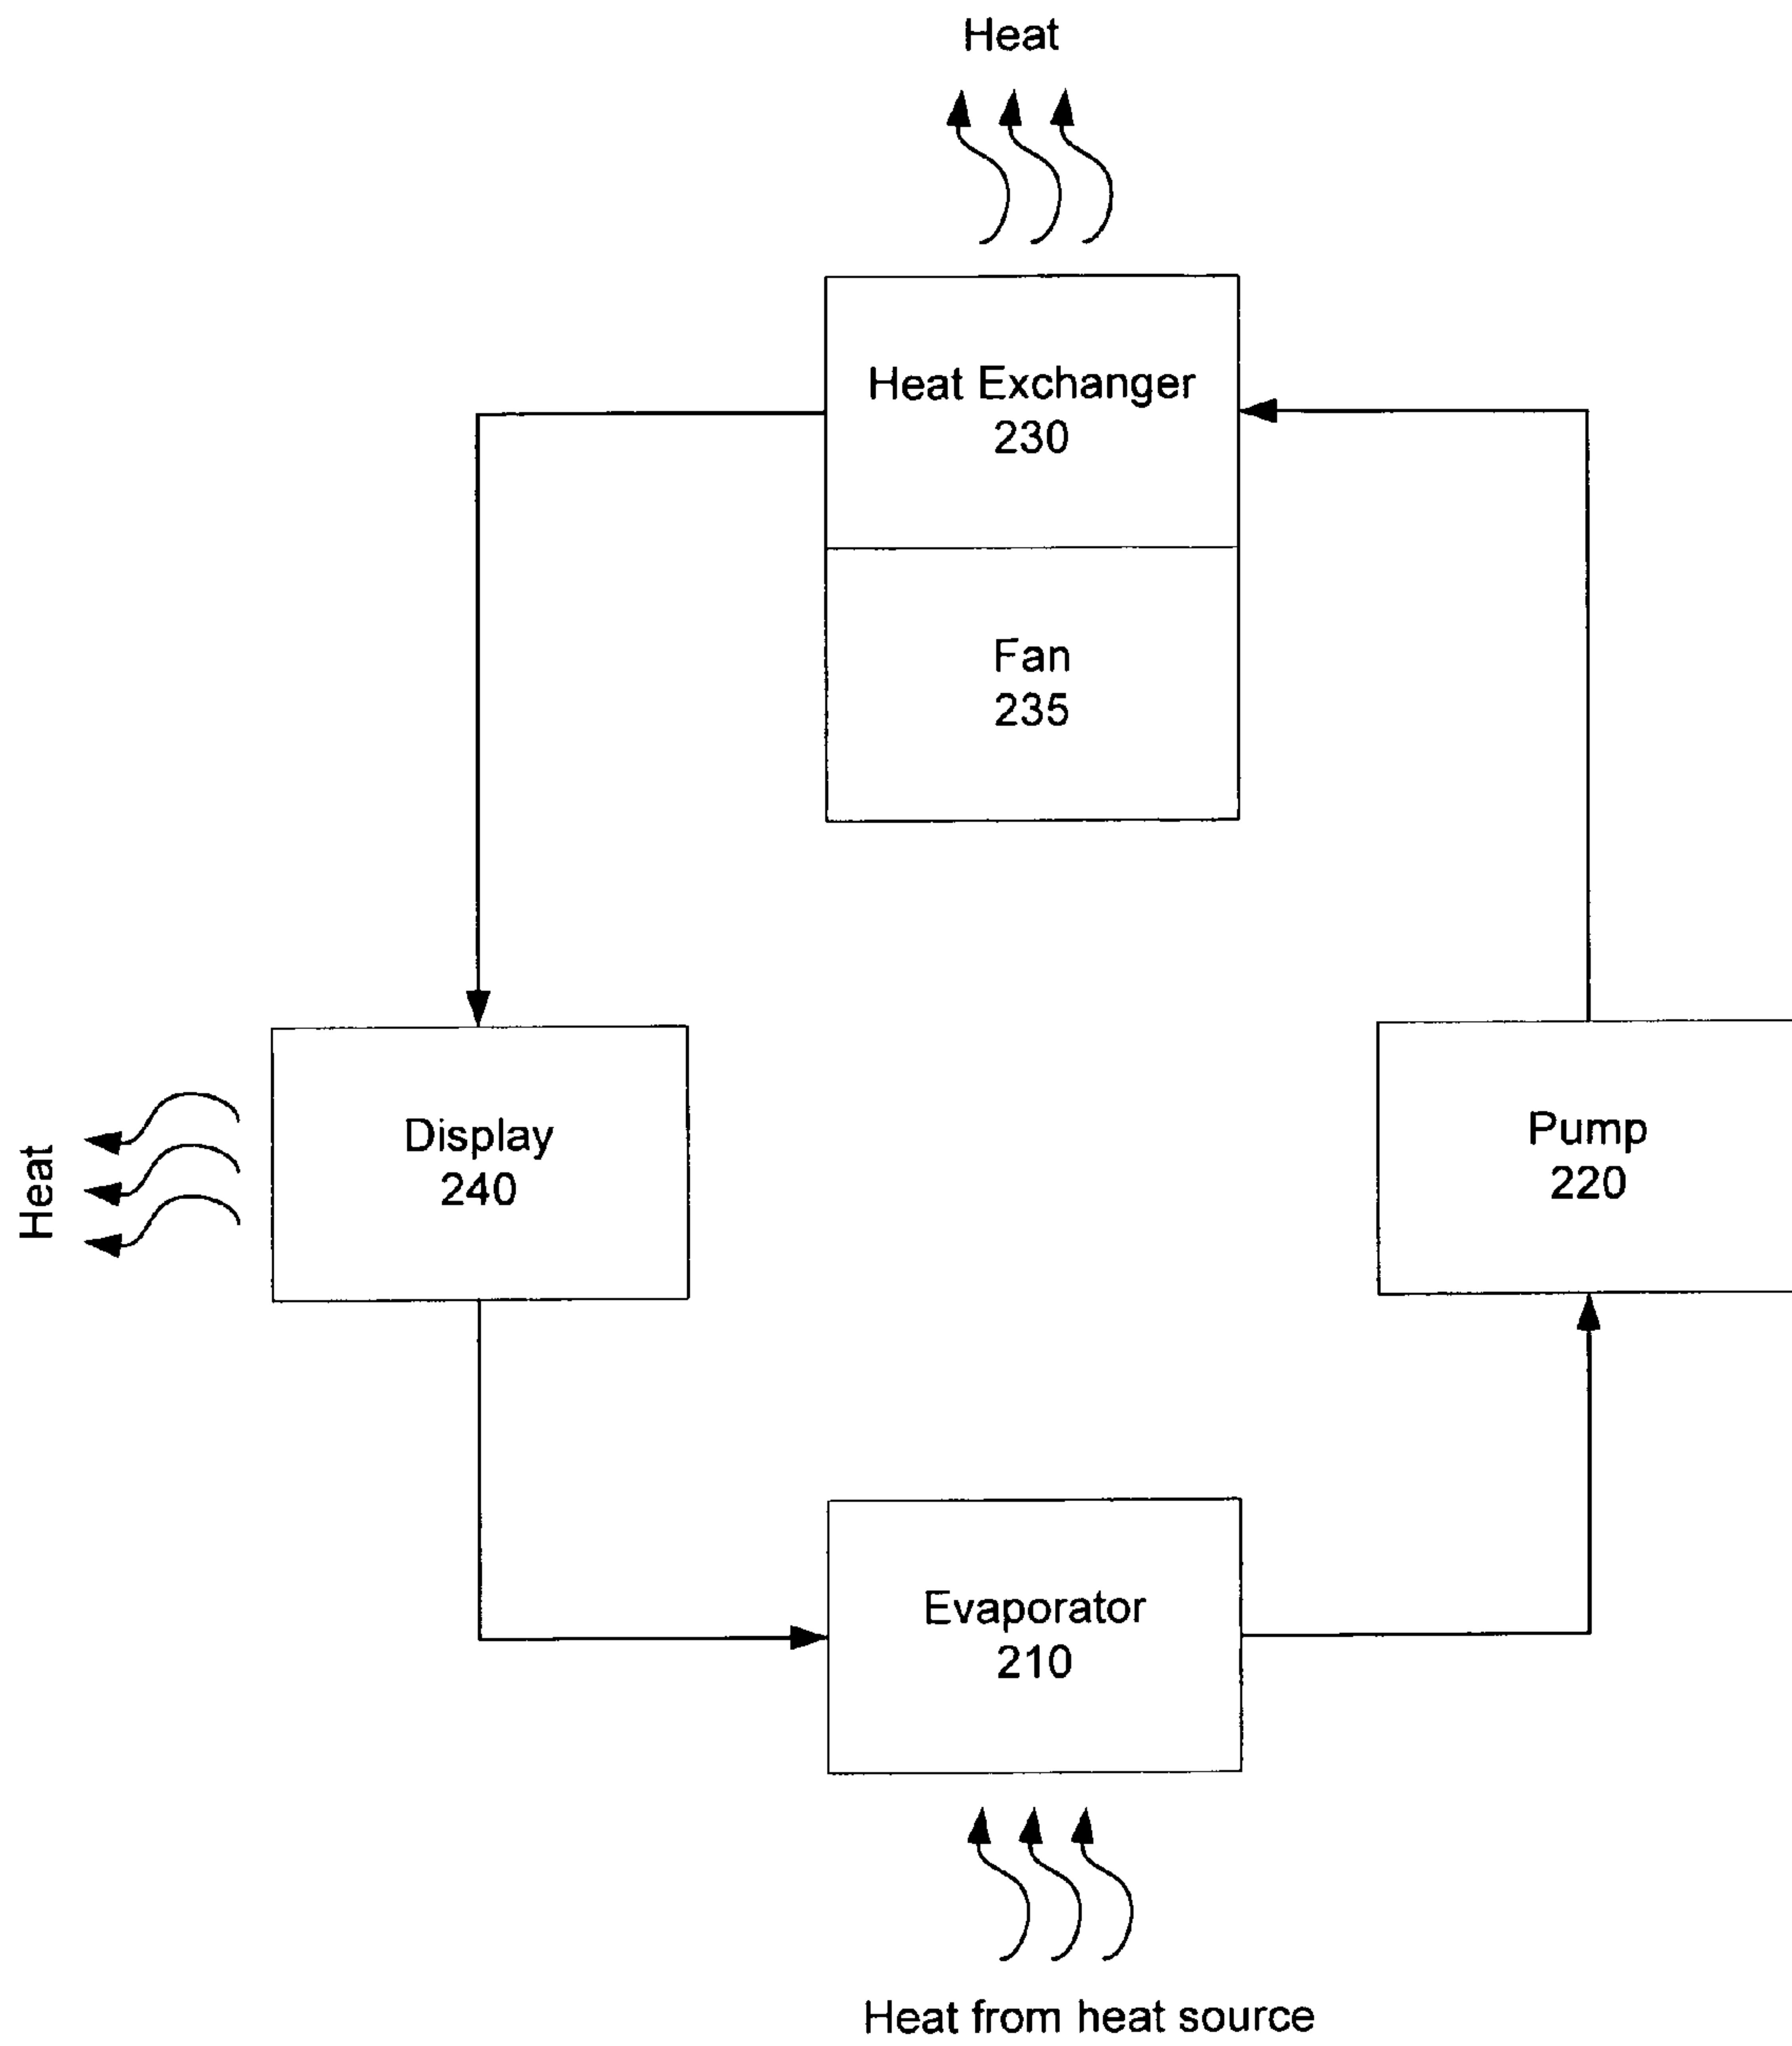 Heat
Heat Exchanger
230
Fan
235
Heat
Display
240
Pump
220
Evaporator
210
Heat from heat source